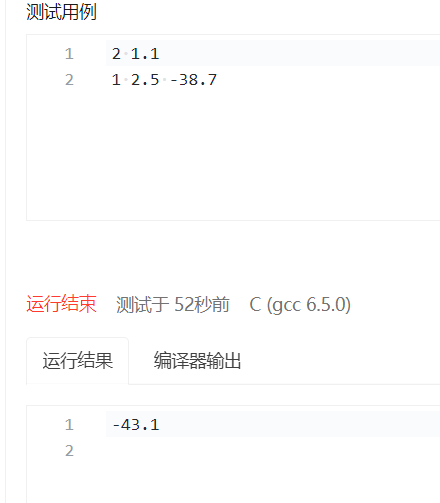 测试用例
1 2 1.1
2 1 2.5 -38.7
运行结束 测试于 52秒前 C (gcc 6.5.0)
运行结果 编译器输出
1 -43.1
2